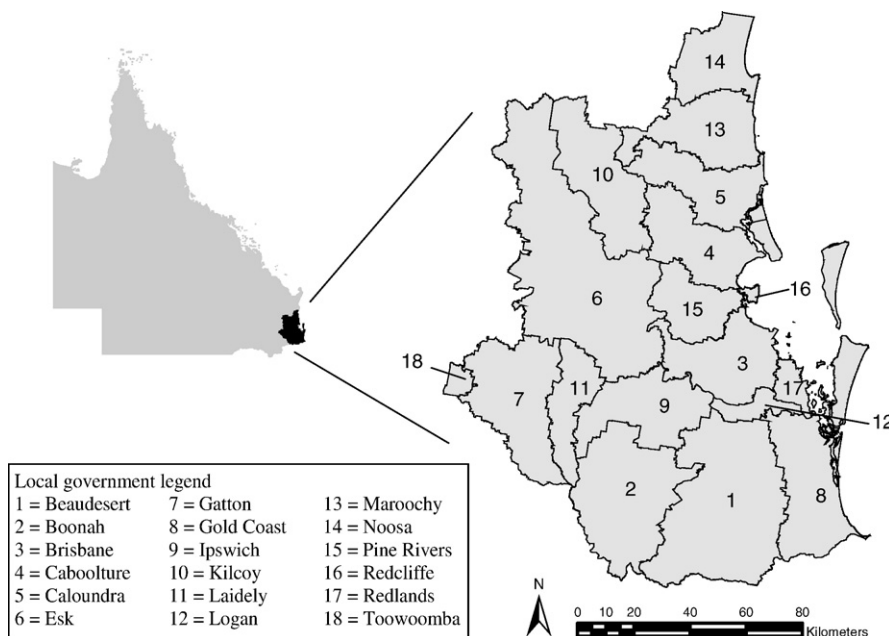 14
13
10
5
4
16
6
15
18
3
17
7
11
9
12
2
1
8
Local government legend
1 = Beaudesert 7 = Gatton 13 = Maroochy
2 = Boonah 8 = Gold Coast 14 = Noosa
3 = Brisbane 9 = Ipswich 15 = Pine Rivers
4 = Caboolture 10 = Kilcoy 16 = Redcliffe
5 = Caloundra 11 = Laidely 17 = Redlands
6 = Esk 12 = Logan 18 = Toowoomba
N
0 10 20 40 60 80
Kilometers